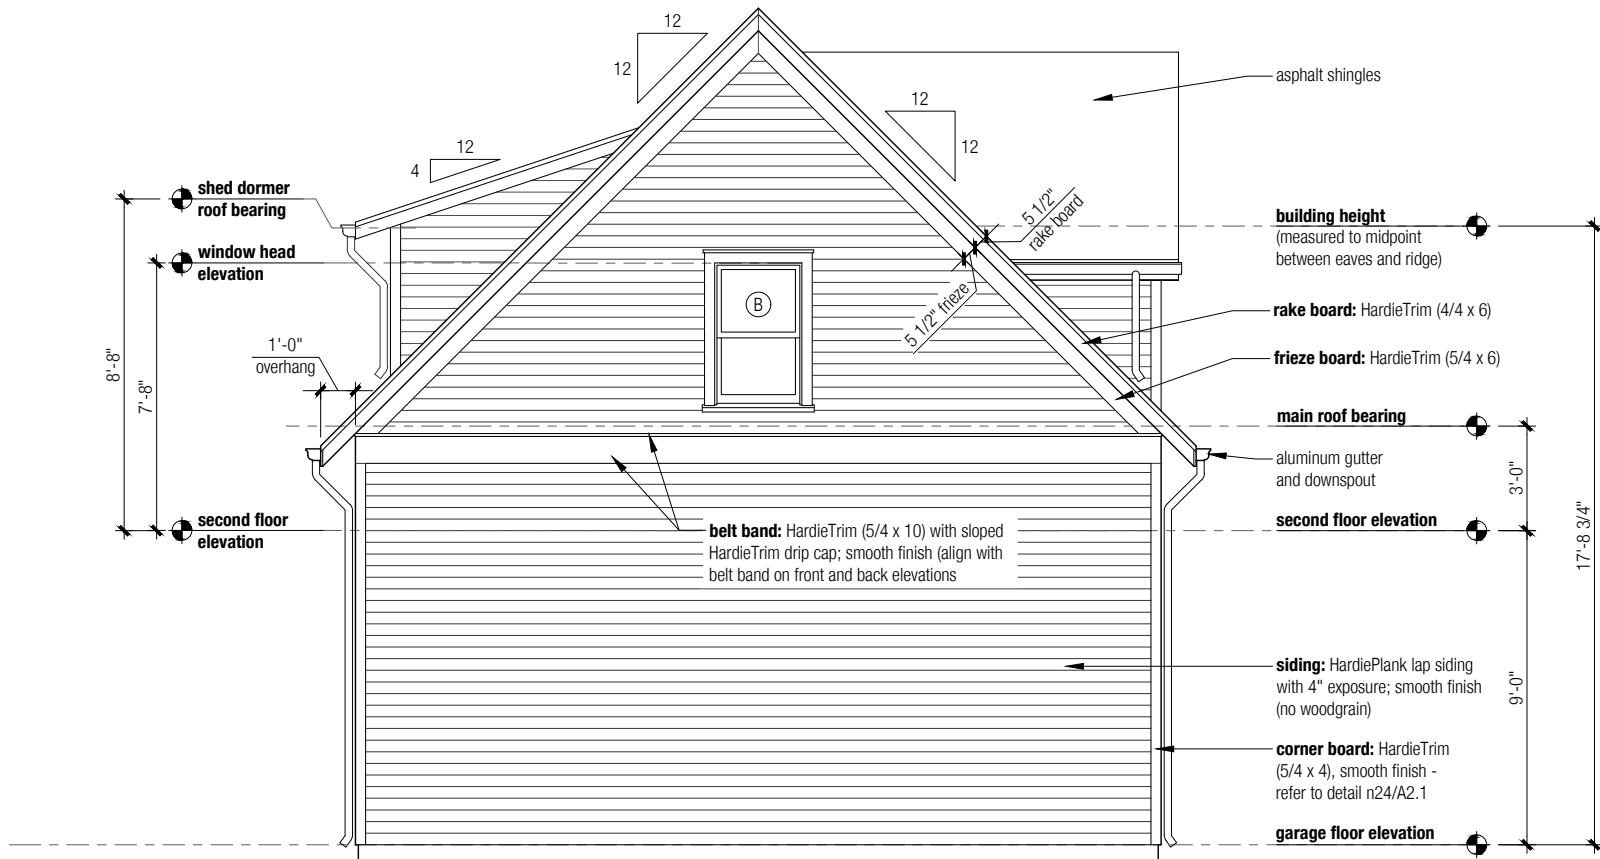 12
12
asphalt shingles
12
12
12
4
shed dormer
roof bearing
5 1/2"
rake board
building height
(measured to midpoint
between eaves and ridge)
window head
elevation
B
5 1/2" frieze
rake board: HardieTrim (4/4 x 6)
1'-0"
overhang
frieze board: HardieTrim (5/4 x 6)
8'-8"
7'-8"
main roof bearing
aluminum gutter
and downspout
3'-0"
second floor
elevation
second floor elevation
17'-8 3/4"
belt band: HardieTrim (5/4 x 10) with sloped
HardieTrim drip cap; smooth finish (align with
belt band on front and back elevations
siding: HardiePlank lap siding
with 4" exposure; smooth finish
(no woodgrain)
9'-0"
corner board: HardieTrim
(5/4 x 4), smooth finish -
refer to detail n24/A2.1
garage floor elevation